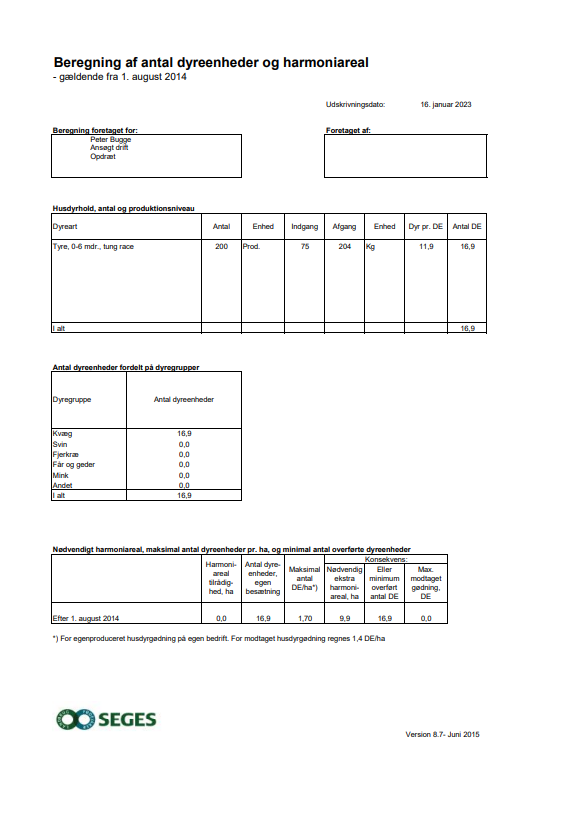 Beregning af antal dyreenheder og harmoniareal
- gældende fra 1. august 2014
Udskrivningsdato: 16. januar 2023
Beregning foretaget for: Foretaget af:
Peter Bugge
Ansøgt drift
Opdræt
Husdyrhold, antal og produktionsniveau
Dyreart Antal Enhed Indgang Afgang Enhed Dyr pr. DE Antal DE
Tyre, 0-6 mdr., tung race 200 Prod. 75 204 Kg 11,9 16,9
I alt 16,9
Antal dyreenheder fordelt på dyregrupper
Dyregruppe Antal dyreenheder
Kvæg 16,9
Svin 0,0
Fjerkræ 0,0
Får og geder 0,0
Mink 0,0
Andet 0,0
I alt 16,9
Nødvendigt harmoniareal, maksimal antal dyreenheder pr. ha, og minimal antal overførte dyreenheder
Konsekvens:
Harmoni-
areal
tilrådig-
hed, ha
Antal dyre-
enheder,
egen
besætning
Maksimal
antal
DE/ha*)
Nødvendig
ekstra
harmoni-
areal, ha
Eller
minimum
overført
antal DE
Max.
modtaget
gødning,
DE
Efter 1. august 2014 0,0 16,9 1,70 9,9 16,9 0,0
*) For egenproduceret husdyrgødning på egen bedrift. For modtaget husdyrgødning regnes 1,4 DE/ha
SEGES
Version 8.7- Juni 2015